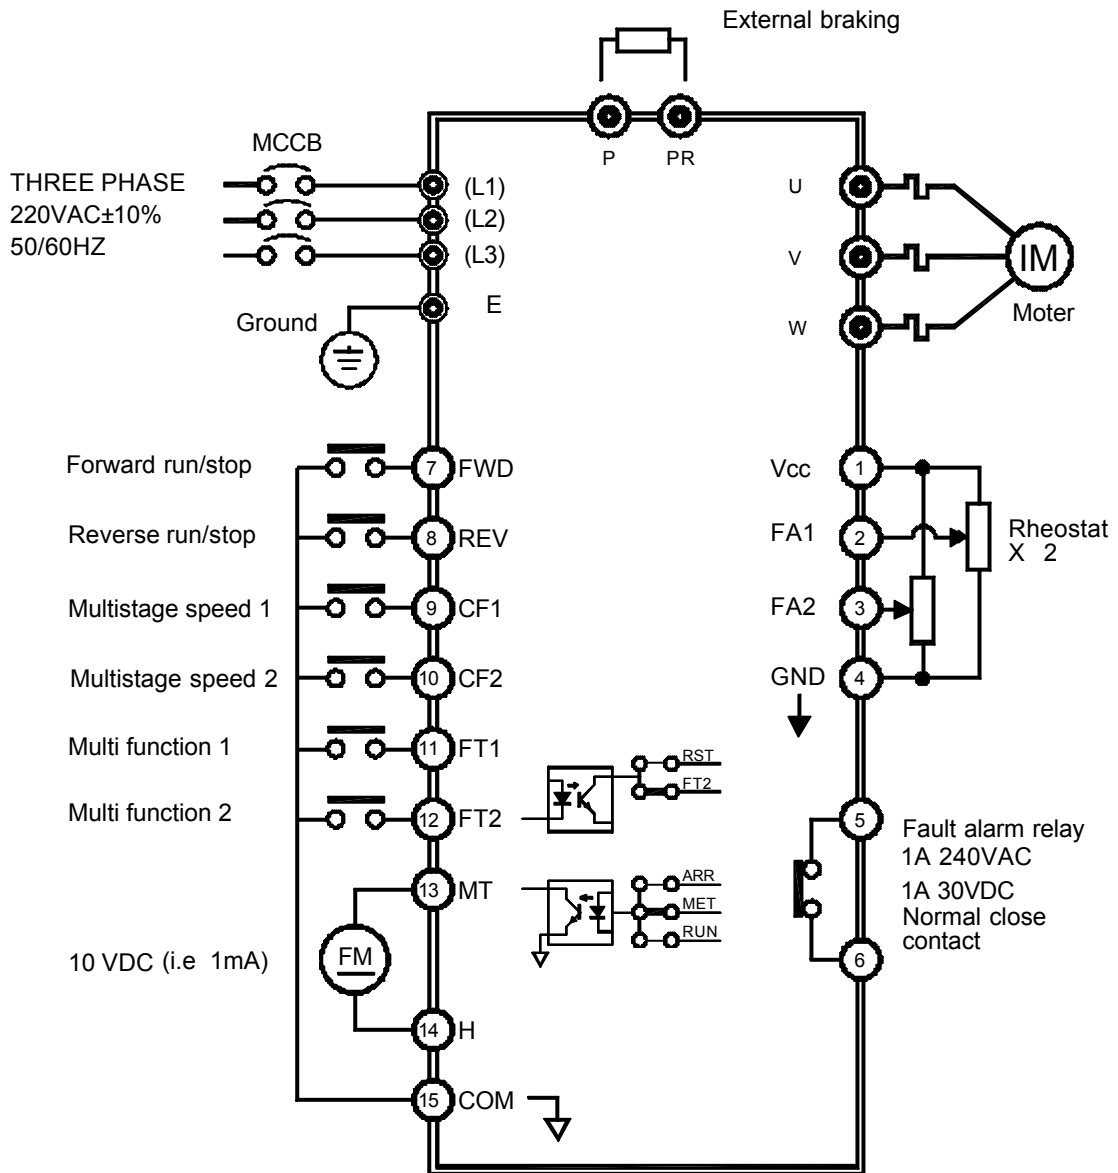 External braking
P
PR
MCCB
THREE PHASE
220VAC±10%
50/60HZ
(L1)
(L2)
(L3)
E
Ground
U
V
W
IM
Moter
Forward run/stop
7
FWD
Reverse run/stop
8
REV
Multistage speed 1
9
CF1
Multistage speed 2
10
CF2
Multi function 1
11
FT1
Multi function 2
12
FT2
13
MT
10 VDC (i.e 1mA)
FM
14
H
15
COM
RST
FT2
ARR
MET
RUN
Vcc
1
FA1
2
FA2
3
GND
4
Rheostat
X 2
5
6
Fault alarm relay
1A 240VAC
1A 30VDC
Normal close
contact